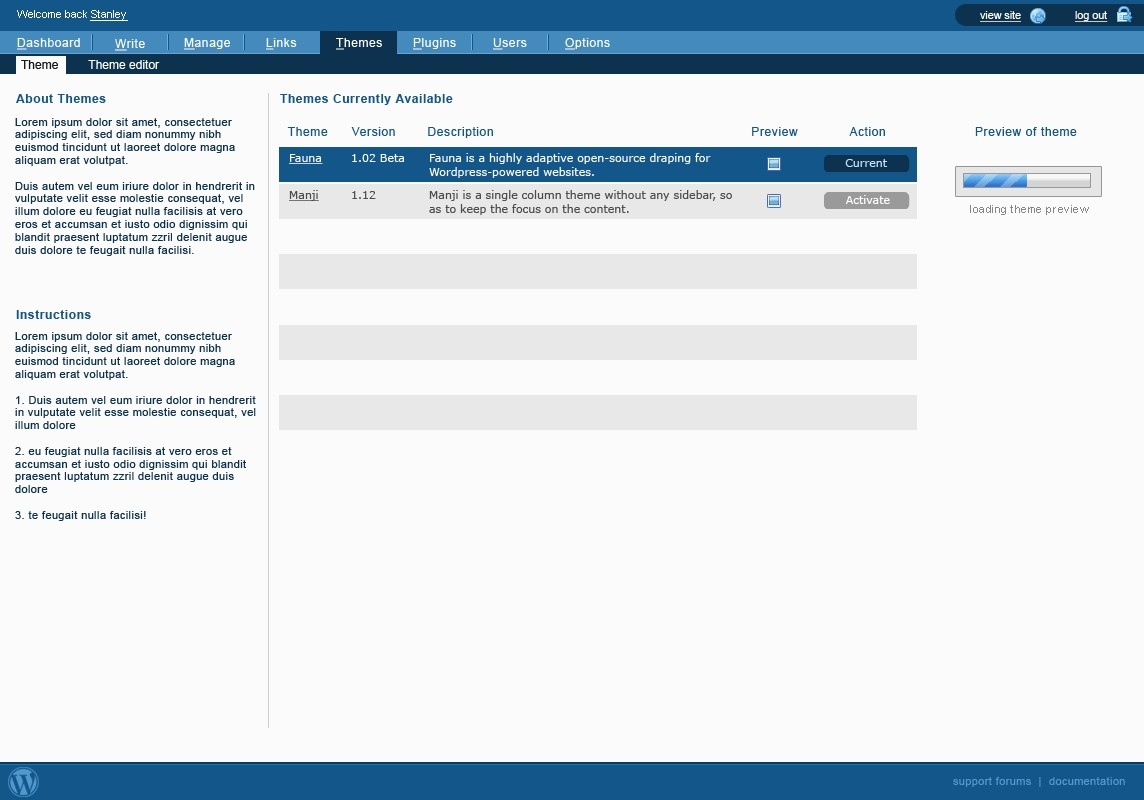 Welcome back Stanley
view site
log out
Dashboard
Write
Manage
Links
Themes
Plugins
Users
Options
Theme
Theme editor
About Themes
Lorem ipsum dolor sit amet, consectetuer
adipiscing elit, sed diam nonummy nibh
euismod tincidunt ut laoreet dolore magna
aliquam erat volutpat.
Duis autem vel eum iriure dolor in hendrerit in
vulputate velit esse molestie consequat, vel
illum dolore eu feugiat nulla facilisis at vero
eros et accumsan et iusto odio dignissim qui
blandit praesent luptatum zzril delenit augue
duis dolore te feugait nulla facilisi.
Instructions
Lorem ipsum dolor sit amet, consectetuer
adipiscing elit, sed diam nonummy nibh
euismod tincidunt ut laoreet dolore magna
aliquam erat volutpat.
1. Duis autem vel eum iriure dolor in hendrerit
in vulputate velit esse molestie consequat, vel
illum dolore
2. eu feugiat nulla facilisis at vero eros et
accumsan et iusto odio dignissim qui blandit
praesent luptatum zzril delenit augue duis
dolore
3. te feugait nulla facilisi!
Themes Currently Available
Theme
Version
Description
Preview
Action
Fauna
1.02 Beta
Fauna is a highly adaptive open-source draping for
Wordpress-powered websites.
Current
Manji
1.12
Manji is a single column theme without any sidebar, so
as to keep the focus on the content.
Activate
Preview of theme
loading theme preview
W
support forums | documentation